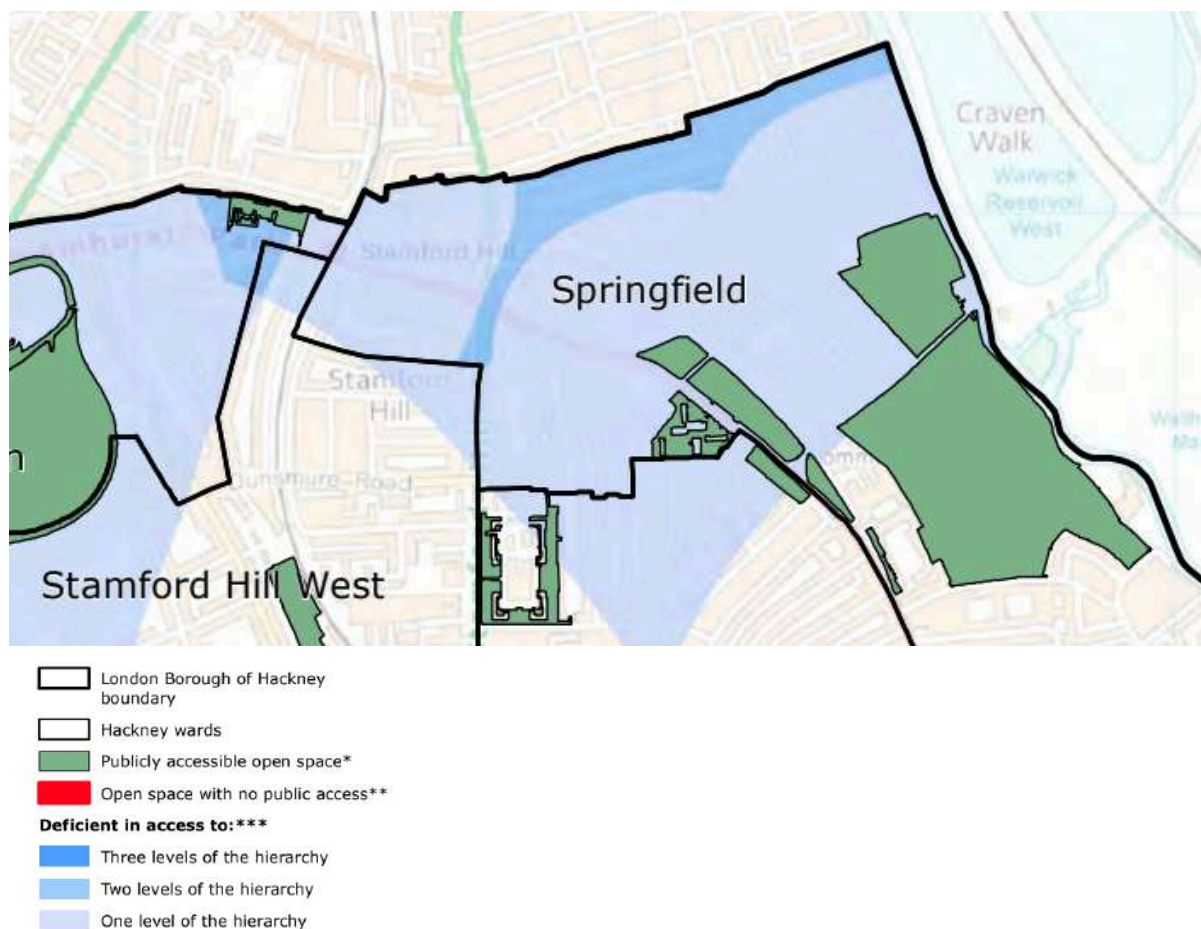 Craven
Walk
Warwick
Reservoir
West
Stamford Hill
Springfield
Stamford
Hill
Stamford Hill West
London Borough of Hackney
boundary
Hackney wards
Publicly accessible open space*
Open space with no public access**
Deficient in access to:***
Three levels of the hierarchy
Two levels of the hierarchy
One level of the hierarchy